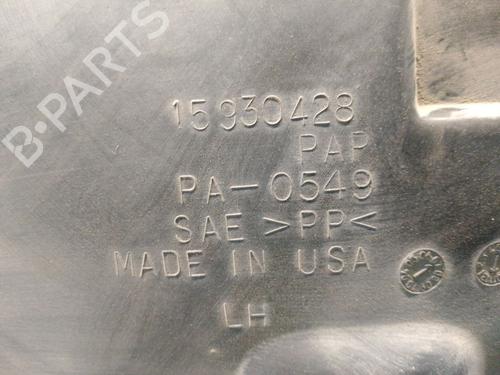 B-PARTS
15930428
PAP
PA-0549
SAE >PP<
MADE IN USA
LH